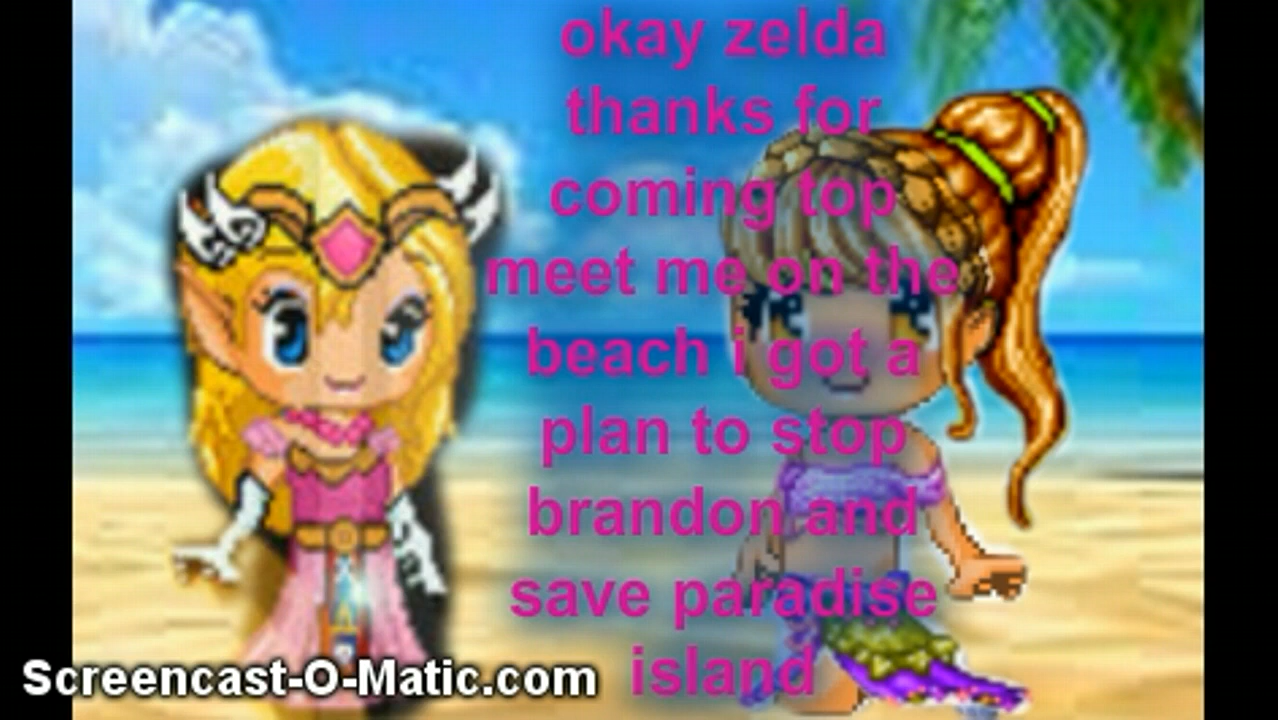 okay zelda
thanks for
coming top
meet me on the
beach i got a
plan to stop
brandon and
save paradise
island
Screencast-O-Matic.com